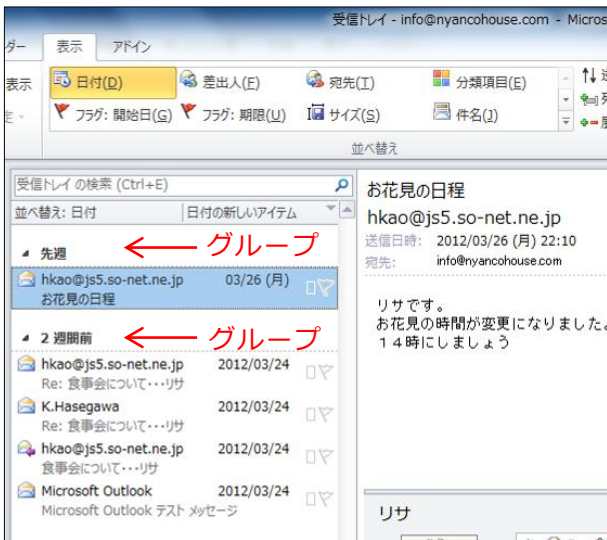 受信トレイ - info@nyancohouse.com - Micros
ダー 表示 アドイン
表示 日付(D) 差出人(E) 宛先(T) 分類項目(E)
フラグ: 開始日(G) フラグ: 期限(U) サイズ(S) 件名(J)
並べ替え
受信トレイ の検索 (Ctrl+E)
並べ替え: 日付 日付の新しいアイテム
先週 グループ
hkao@js5.so-net.ne.jp 03/26 (月)
お花見の日程
2 週間前 グループ
hkao@js5.so-net.ne.jp 2012/03/24
Re: 食事会について・・・リサ
K.Hasegawa 2012/03/24
Re: 食事会について・・・リサ
hkao@js5.so-net.ne.jp 2012/03/24
食事会について・・・リサ
Microsoft Outlook 2012/03/24
Microsoft Outlook テスト メッセージ
お花見の日程
hkao@js5.so-net.ne.jp
送信日時: 2012/03/26 (月) 22:10
宛先: info@nyancohouse.com
リサです。
お花見の時間が変更になりました。
１４時にしましょう
リサ